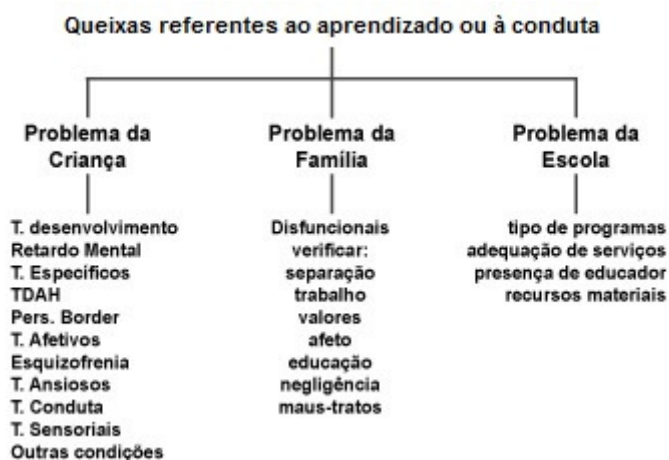 Queixas referentes ao aprendizado ou à conduta
Problema da
Criança
T. desenvolvimento
Retardo Mental
T. Específicos
TDAH
Pers. Border
T. Afetivos
Esquizofrenia
T. Ansiosos
T. Conduta
T. Sensoriais
Outras condições
Problema da
Família
Disfuncionais
verificar:
separação
trabalho
valores
afeto
educação
negligência
maus-tratos
Problema da
Escola
tipo de programas
adequação de serviços
presença de educador
recursos materiais